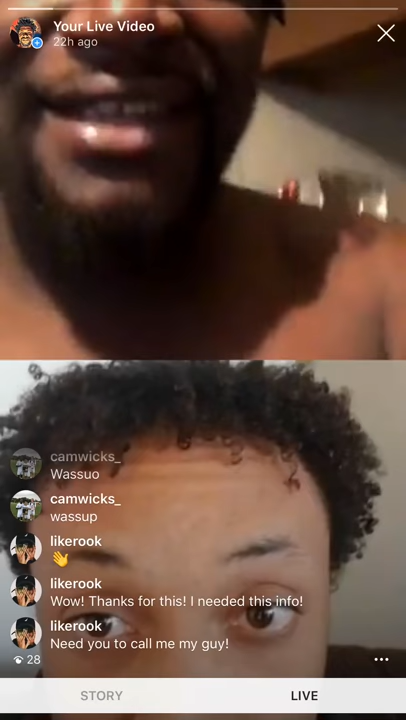 Your Live Video
22h ago
camwicks_
Wassuo
camwicks_
wassup
likerook
👋
likerook
Wow! Thanks for this! I needed this info!
likerook
Need you to call me my guy!
28
STORY LIVE